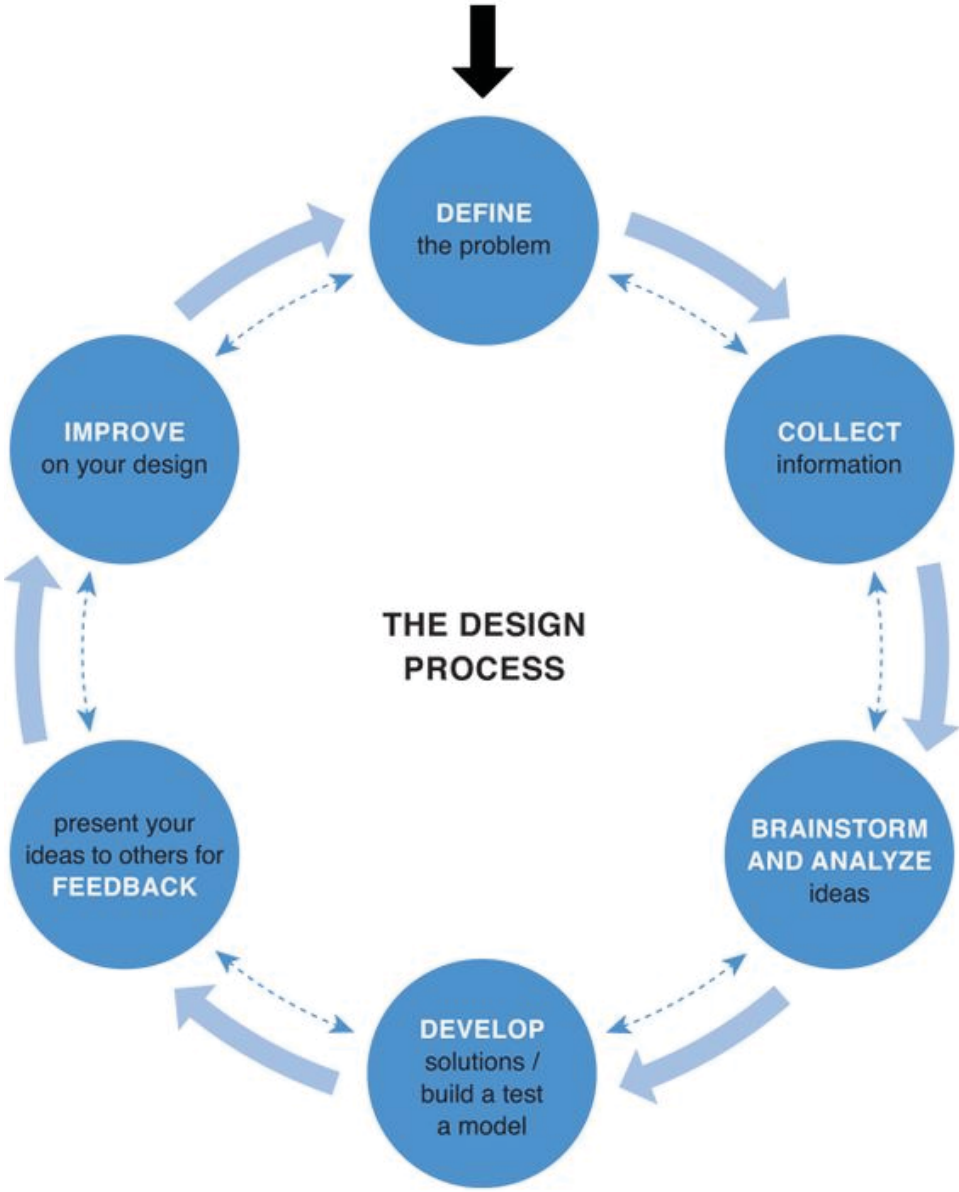 DEFINE
the problem
COLLECT
information
BRAINSTORM
AND ANALYZE
ideas
DEVELOP
solutions /
build a test
a model
present your
ideas to others for
FEEDBACK
IMPROVE
on your design
THE DESIGN
PROCESS